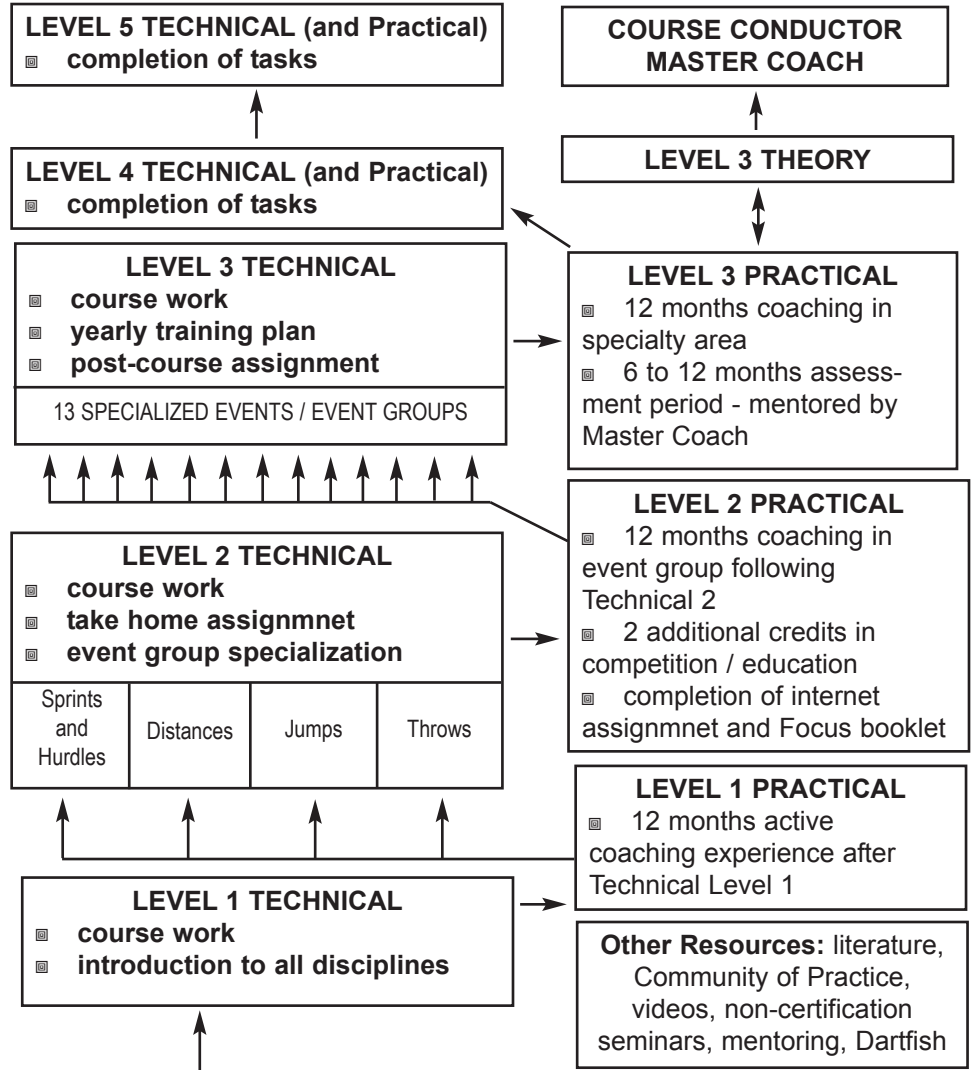 LEVEL 5 TECHNICAL (and Practical)
completion of tasks
COURSE CONDUCTOR
MASTER COACH
LEVEL 4 TECHNICAL (and Practical)
completion of tasks
LEVEL 3 THEORY
LEVEL 3 TECHNICAL
course work
yearly training plan
post-course assignment
13 SPECIALIZED EVENTS / EVENT GROUPS
LEVEL 3 PRACTICAL
12 months coaching in
specialty area
6 to 12 months assess-
ment period - mentored by
Master Coach
LEVEL 2 TECHNICAL
course work
take home assignmnet
event group specialization
Sprints
and
Hurdles
Distances
Jumps
Throws
LEVEL 2 PRACTICAL
12 months coaching in
event group following
Technical 2
2 additional credits in
competition / education
completion of internet
assignmnet and Focus booklet
LEVEL 1 PRACTICAL
12 months active
coaching experience after
Technical Level 1
LEVEL 1 TECHNICAL
course work
introduction to all disciplines
Other Resources: literature,
Community of Practice,
videos, non-certification
seminars, mentoring, Dartfish